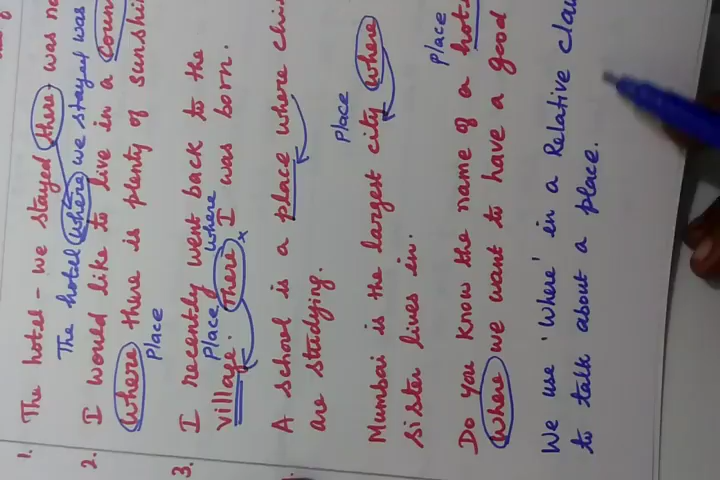 1. The hotel - we stayed there was no
The hotel where we stayed was
2. I would like to live in a coun
where there is plenty of sunshi
Place
3. I recently went back to the
Place where
village. There I was born.
x
A school is a place where chi
are studying.
Place
Mumbai is the largest city where
sister lives in.
Place
Do you know the name of a hot
where we want to have a good
We use 'where' in a Relative clau
to talk about a place.